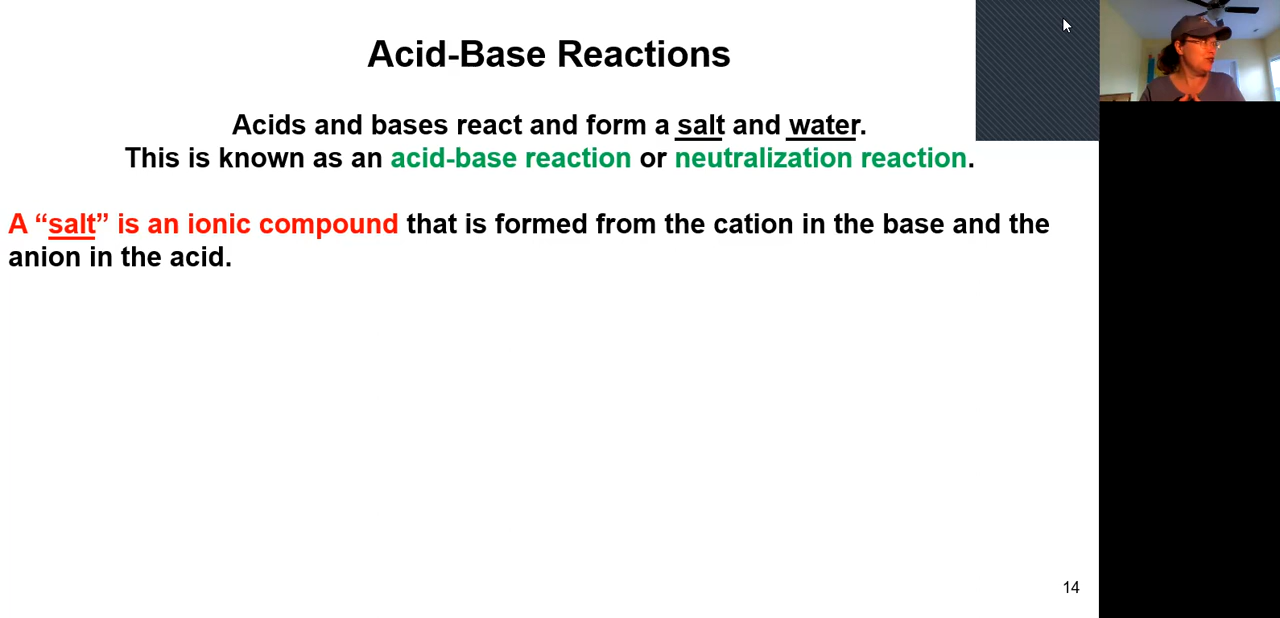 Acid-Base Reactions
Acids and bases react and form a salt and water.
This is known as an acid-base reaction or neutralization reaction.
A “salt” is an ionic compound that is formed from the cation in the base and the
anion in the acid.
14